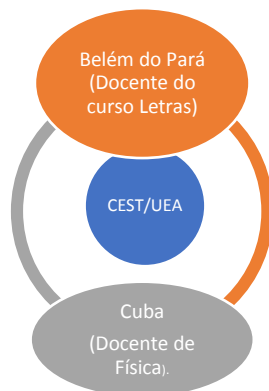 Belém do Pará
(Docente do
curso Letras)
CEST/UEA
Cuba
(Docente de
Física).